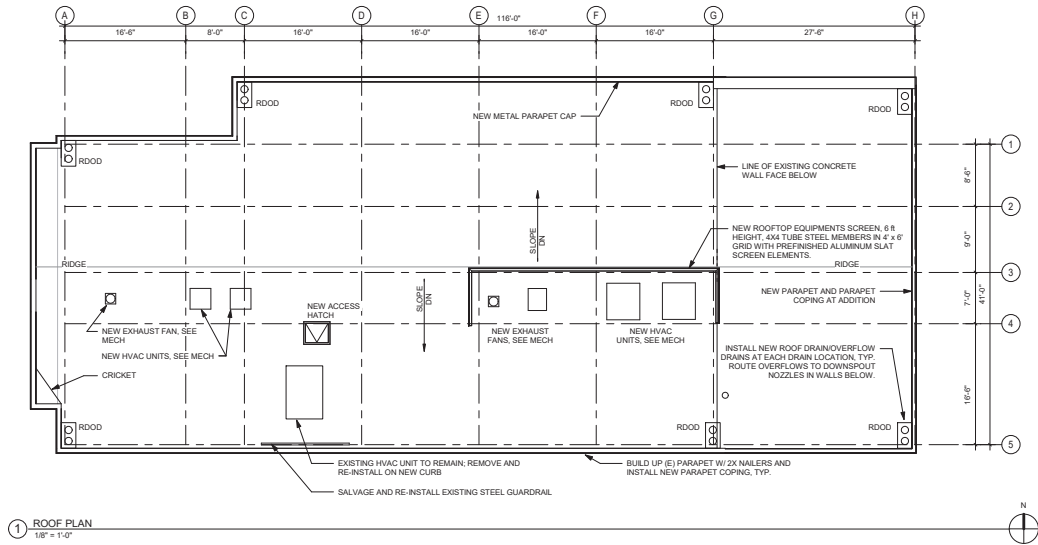 A B C D E F G H
116'-0"
16'-6" 8'-0" 16'-0" 16'-0" 16'-0" 16'-0" 27'-6"
RDOD
RDOD
RDOD
NEW METAL PARAPET CAP
RDOD
1
LINE OF EXISTING CONCRETE
WALL FACE BELOW
8'-6"
2
SLOPE
DN
NEW ROOFTOP EQUIPMENTS SCREEN, 6 ft
HEIGHT, 4X4 TUBE STEEL MEMBERS IN 4' x 6'
GRID WITH PREFINISHED ALUMINUM SLAT
SCREEN ELEMENTS.
9'-0"
RIDGE
RIDGE
3
SLOPE
DN
NEW PARAPET AND PARAPET
COPING AT ADDITION
7'-0"
41'-0"
NEW ACCESS
HATCH
4
NEW EXHAUST FAN, SEE
MECH
NEW HVAC UNITS, SEE MECH
NEW EXHAUST
FANS, SEE MECH
NEW HVAC
UNITS, SEE MECH
INSTALL NEW ROOF DRAIN/OVERFLOW
DRAINS AT EACH DRAIN LOCATION, TYP.
ROUTE OVERFLOWS TO DOWNSPOUT
NOZZLES IN WALLS BELOW.
CRICKET
16'-6"
RDOD
RDOD
RDOD
5
EXISTING HVAC UNIT TO REMAIN; REMOVE AND
RE-INSTALL ON NEW CURB
BUILD UP (E) PARAPET W/ 2X NAILERS AND
INSTALL NEW PARAPET COPING, TYP.
SALVAGE AND RE-INSTALL EXISTING STEEL GUARDRAIL
N
1 ROOF PLAN
1/8" = 1'-0"